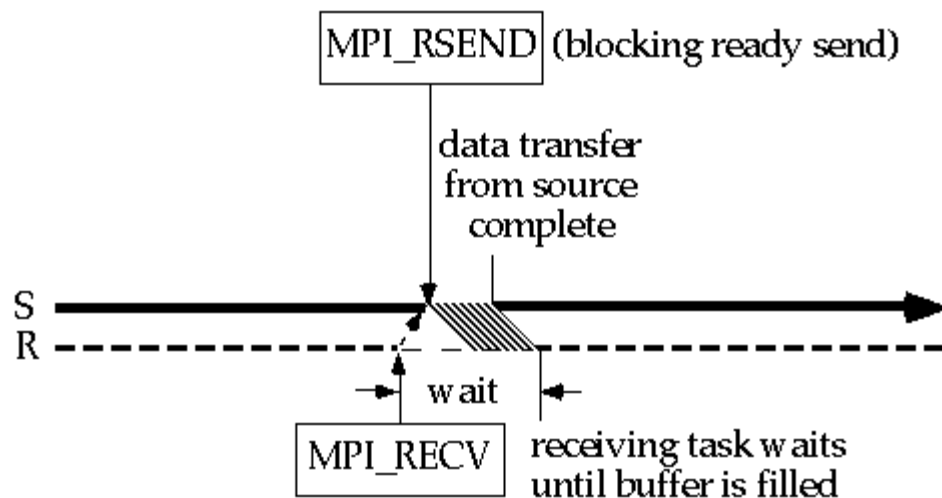 MPI_RSEND (blocking ready send)
data transfer
from source
complete
S
R
wait
MPI_RECV
receiving task waits
until buffer is filled